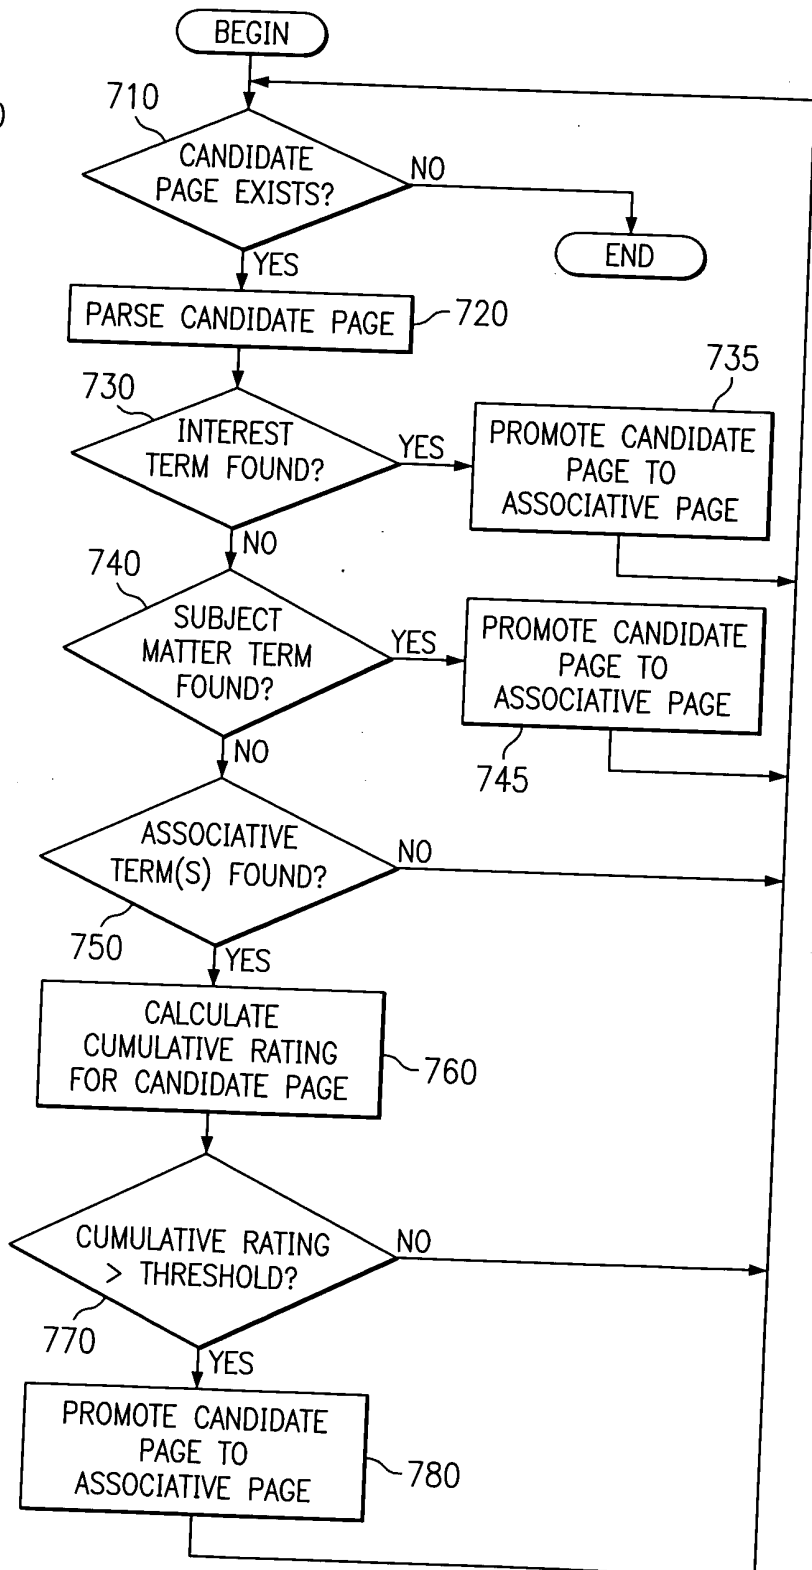 BEGIN
710
CANDIDATE
PAGE EXISTS?
NO
END
YES
PARSE CANDIDATE PAGE
720
730
INTEREST
TERM FOUND?
YES
735
PROMOTE CANDIDATE
PAGE TO
ASSOCIATIVE PAGE
NO
740
SUBJECT
MATTER TERM
FOUND?
YES
PROMOTE CANDIDATE
PAGE TO
ASSOCIATIVE PAGE
745
NO
ASSOCIATIVE
TERM(S) FOUND?
NO
750
YES
CALCULATE
CUMULATIVE RATING
FOR CANDIDATE PAGE
760
CUMULATIVE RATING
> THRESHOLD?
NO
770
YES
PROMOTE CANDIDATE
PAGE TO
ASSOCIATIVE PAGE
780